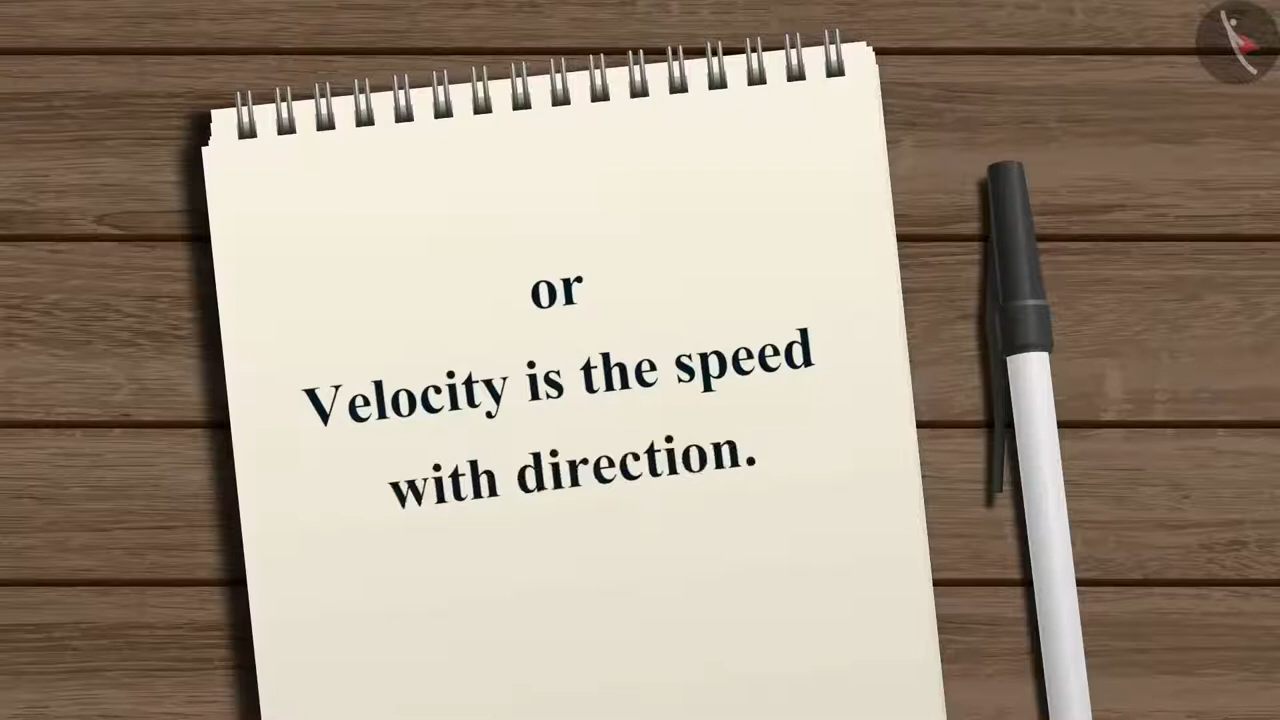 or
Velocity is the speed
with direction.